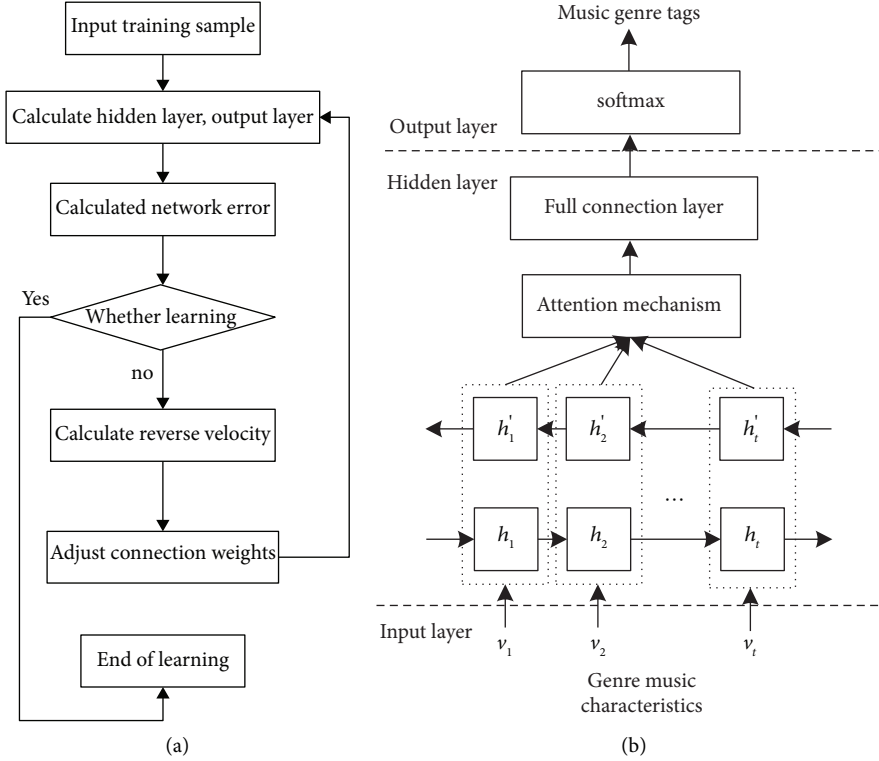 Input training sample
Calculate hidden layer, output layer
Calculated network error
Yes
Whether learning
no
Calculate reverse velocity
Adjust connection weights
End of learning
(a)
Music genre tags
softmax
Output layer
Hidden layer
Full connection layer
Attention mechanism
h'₁ h'₂ h'ₜ
...
h₁ h₂ hₜ
Input layer
v₁ v₂ vₜ
Genre music
characteristics
(b)